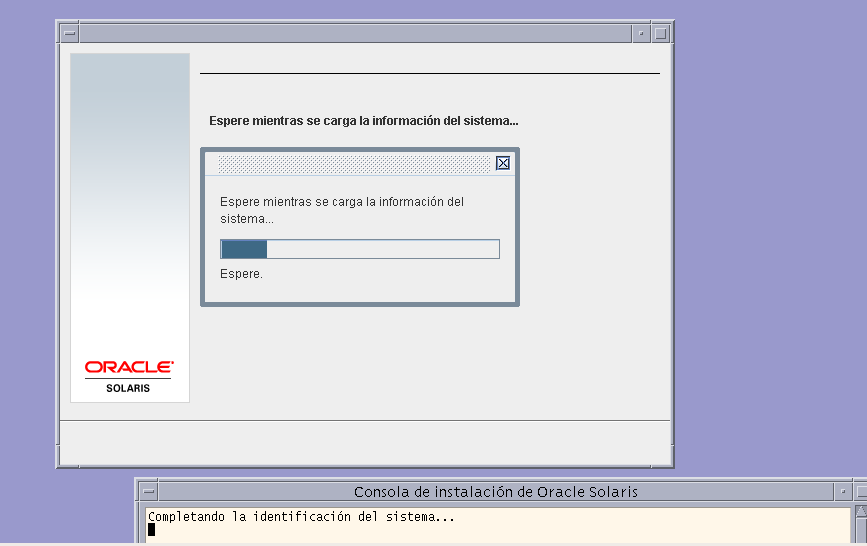 Espere mientras se carga la información del sistema...
Espere mientras se carga la información del
sistema...
Espere.
ORACLE
SOLARIS
Consola de instalación de Oracle Solaris
Completando la identificación del sistema...